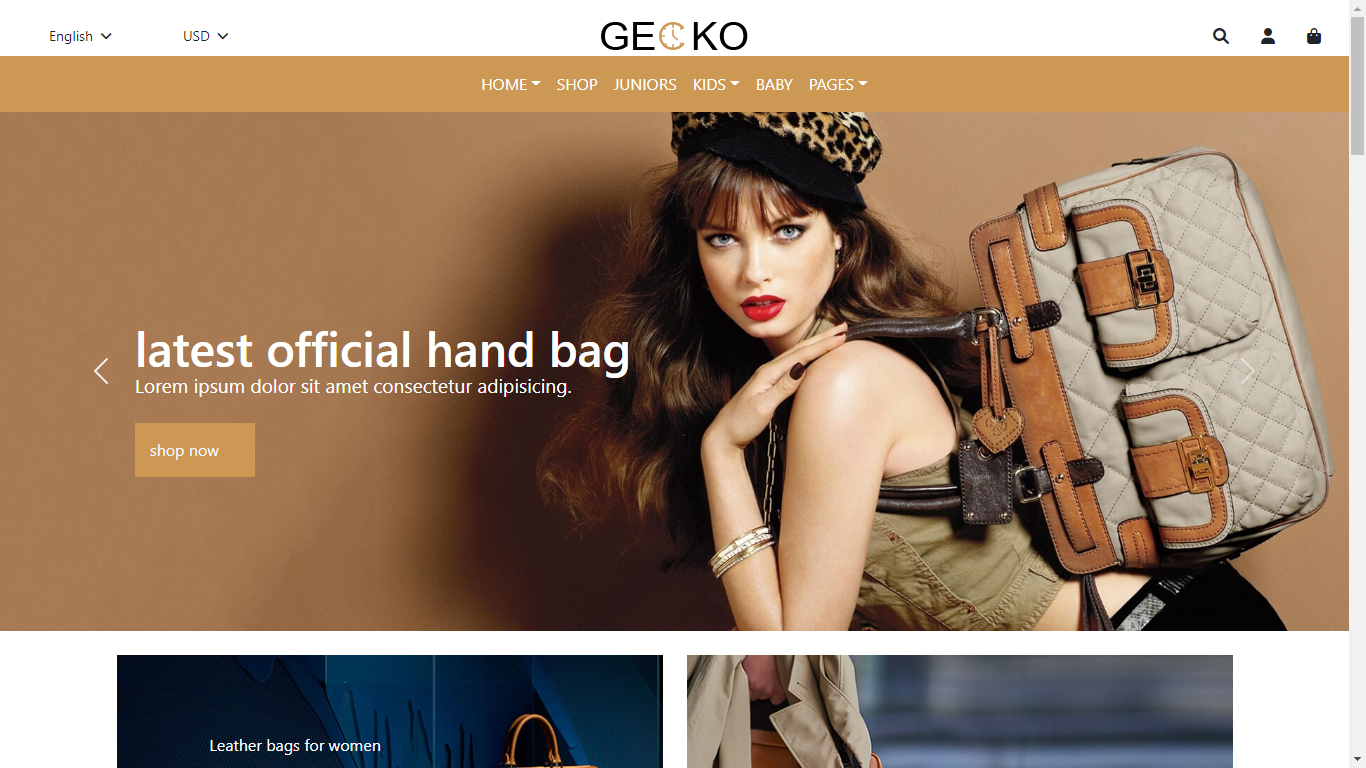 English
USD
GECKO
HOME
SHOP
JUNIORS
KIDS
BABY
PAGES
latest official hand bag
Lorem ipsum dolor sit amet consectetur adipisicing.
shop now
Leather bags for women